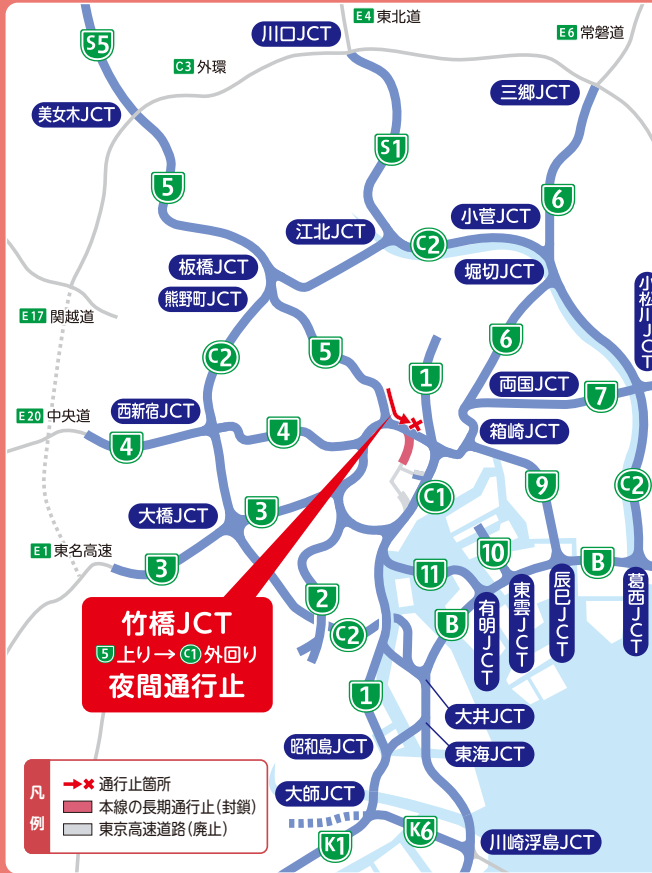 E4 東北道
川口JCT
E6 常磐道
S5
C3 外環
三郷JCT
美女木JCT
S1
5
6
小菅JCT
江北JCT
C2
板橋JCT
堀切JCT
熊野町JCT
小松川JCT
E17 関越道
6
5
C2
1
両国JCT
7
E20 中央道
西新宿JCT
4
4
箱崎JCT
9
C2
C1
大橋JCT
3
E1 東名高速
3
10
B
11
2
有明JCT
東雲JCT
辰巳JCT
葛西JCT
B
C2
竹橋JCT
5上り→C1外回り
夜間通行止
1
大井JCT
昭和島JCT
東海JCT
大師JCT
K6
K1
川崎浮島JCT
凡例
通行止箇所
本線の長期通行止(封鎖)
東京高速道路(廃止)